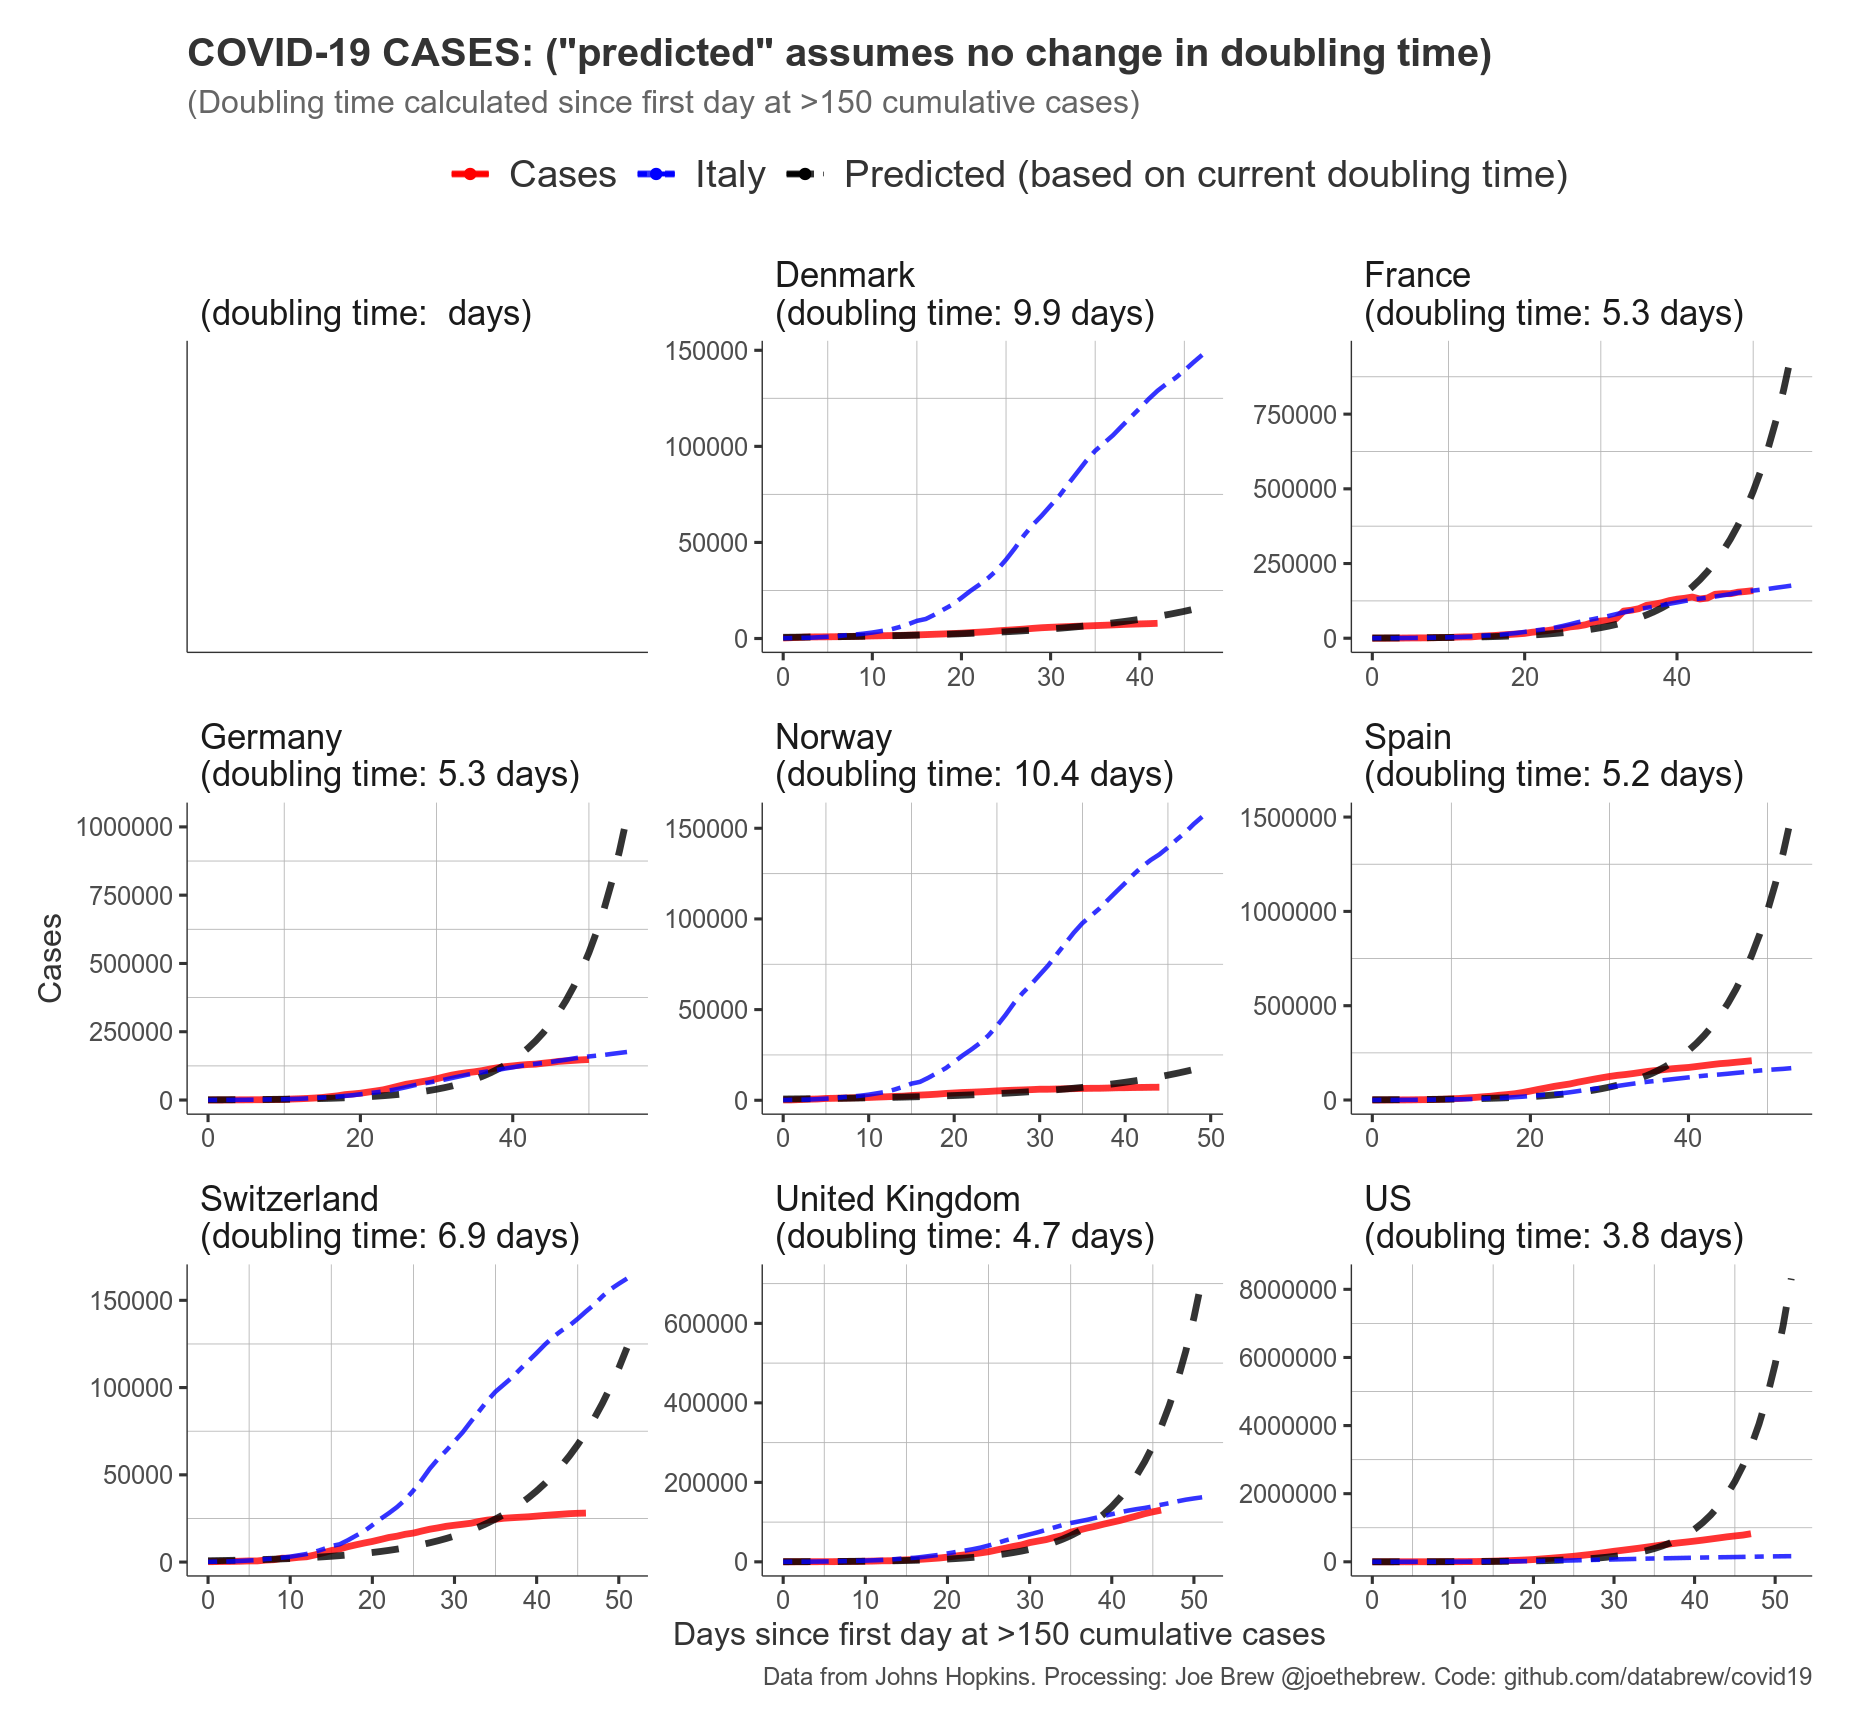 COVID-19 CASES: ("predicted" assumes no change in doubling time)
(Doubling time calculated since first day at >150 cumulative cases)
Cases Italy Predicted (based on current doubling time)
(doubling time:  days)
Denmark
(doubling time: 9.9 days)
150000
100000
50000
0
0 10 20 30 40
France
(doubling time: 5.3 days)
750000
500000
250000
0
0 20 40
Cases
Germany
(doubling time: 5.3 days)
1000000
750000
500000
250000
0
0 20 40
Norway
(doubling time: 10.4 days)
150000
100000
50000
0
0 10 20 30 40 50
Spain
(doubling time: 5.2 days)
1500000
1000000
500000
0
0 20 40
Switzerland
(doubling time: 6.9 days)
150000
100000
50000
0
0 10 20 30 40 50
United Kingdom
(doubling time: 4.7 days)
600000
400000
200000
0
0 10 20 30 40 50
US
(doubling time: 3.8 days)
8000000
6000000
4000000
2000000
0
0 10 20 30 40 50
Days since first day at >150 cumulative cases
Data from Johns Hopkins. Processing: Joe Brew @joethebrew. Code: github.com/databrew/covid19